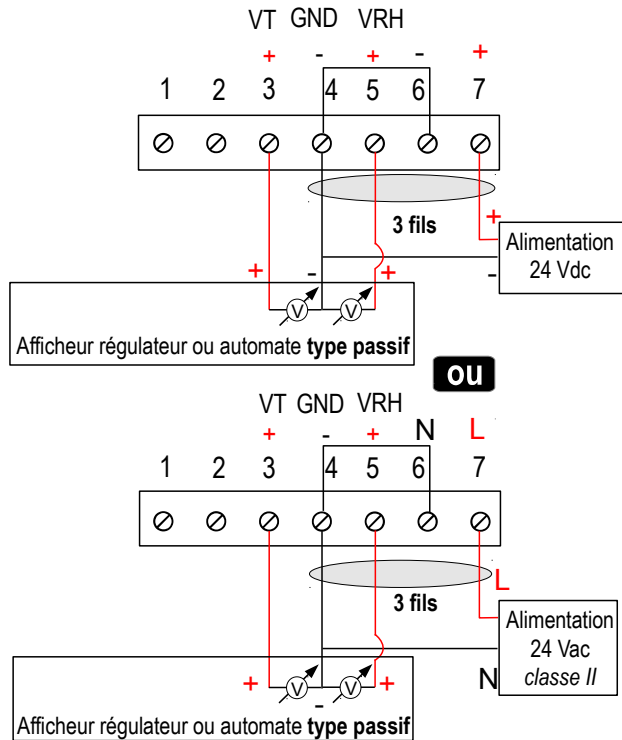 VT GND VRH
+ - + - +
1 2 3 4 5 6 7
3 fils
+
Alimentation
24 Vdc
-
+ - +
V V
Afficheur régulateur ou automate type passif
ou
VT GND VRH
+ - + N L
1 2 3 4 5 6 7
3 fils
L
Alimentation
24 Vac
classe II
N
+ - +
V V
Afficheur régulateur ou automate type passif